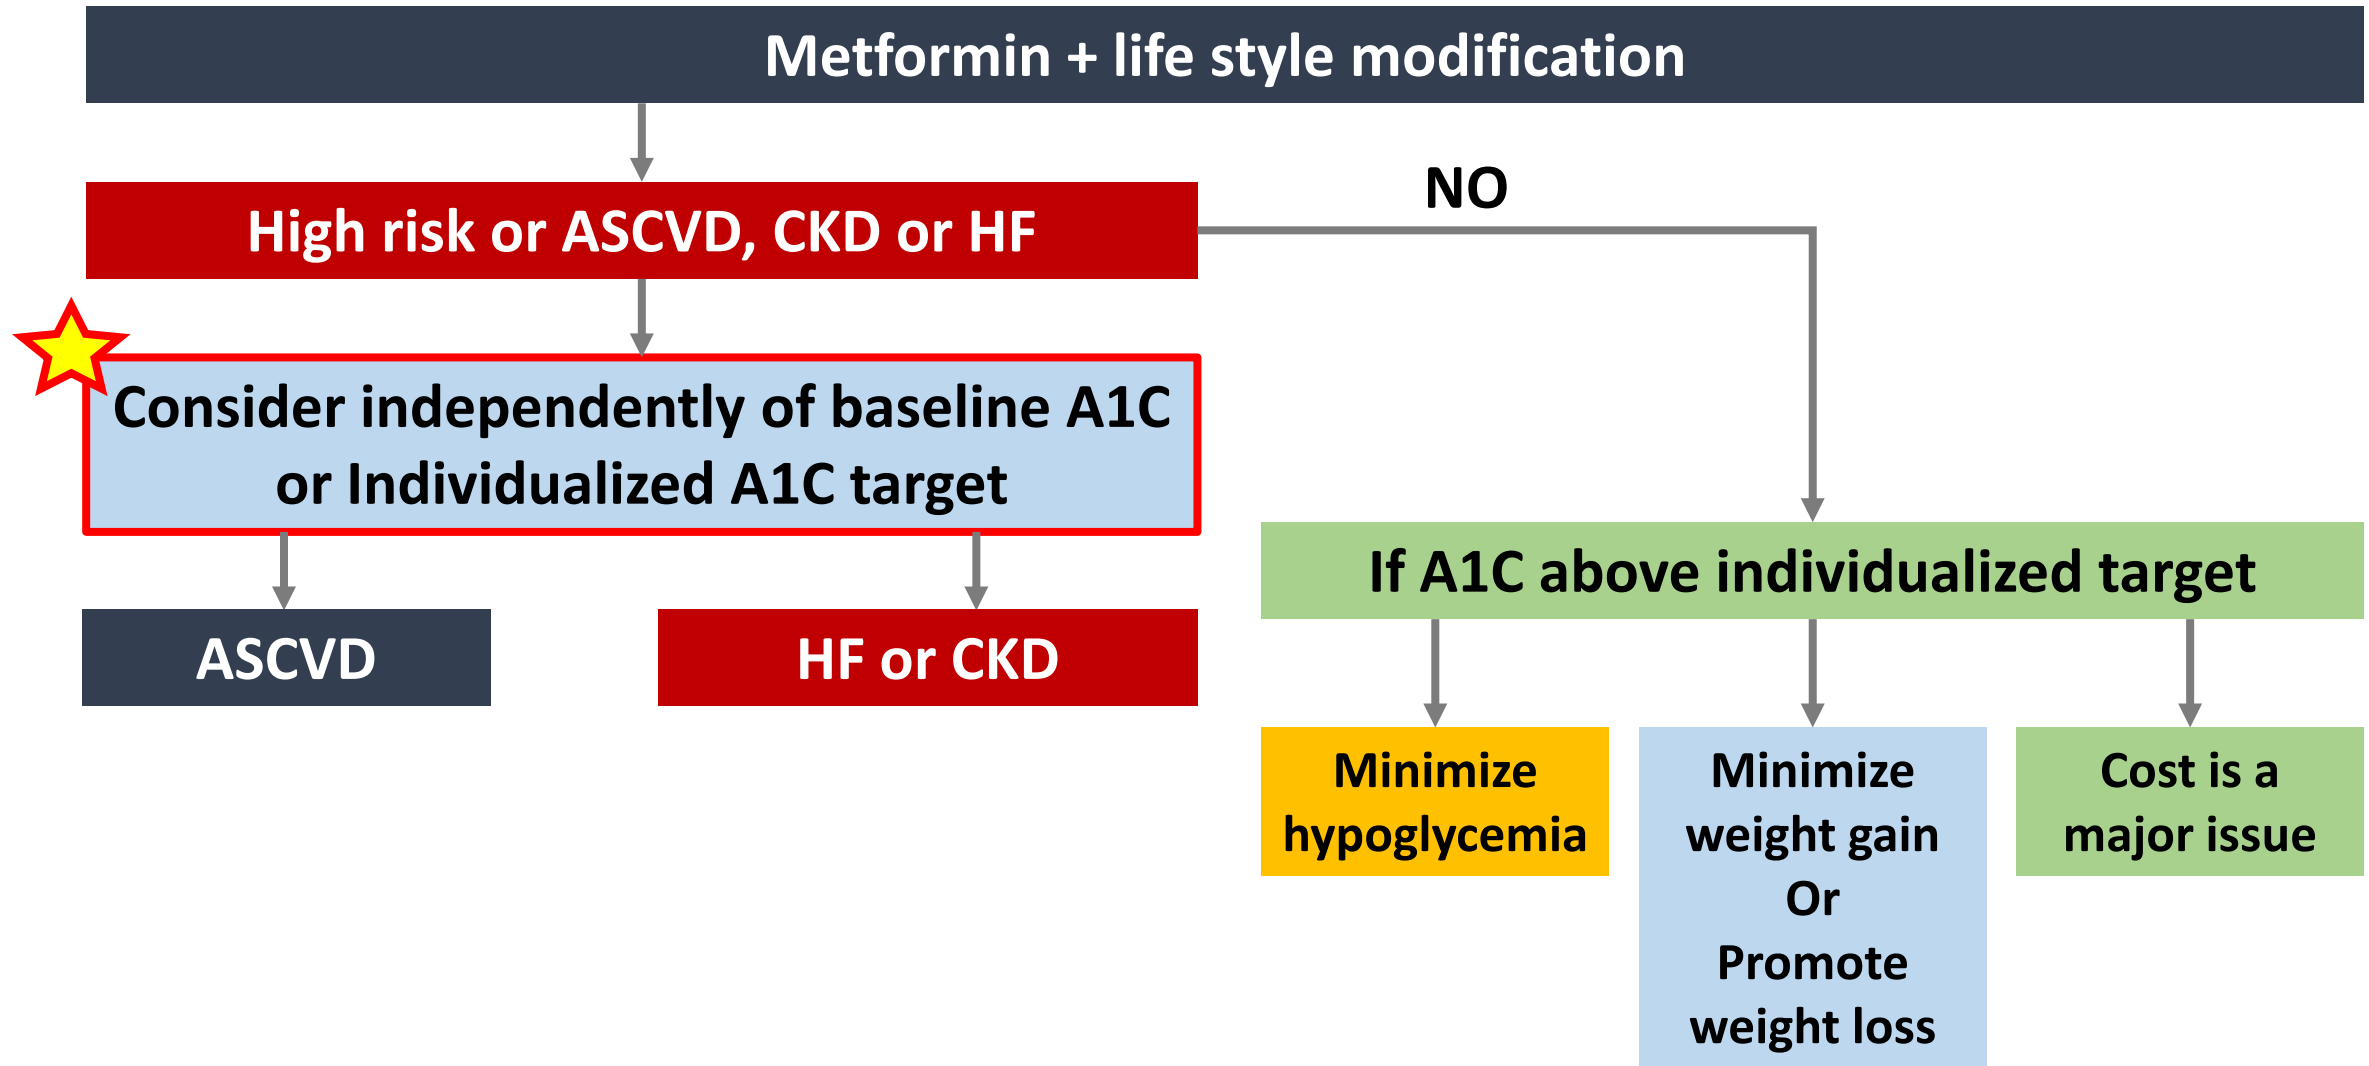 Metformin + life style modification
High risk or ASCVD, CKD or HF
NO
Consider independently of baseline A1C
or Individualized A1C target
ASCVD
HF or CKD
If A1C above individualized target
Minimize
hypoglycemia
Minimize
weight gain
Or
Promote
weight loss
Cost is a
major issue